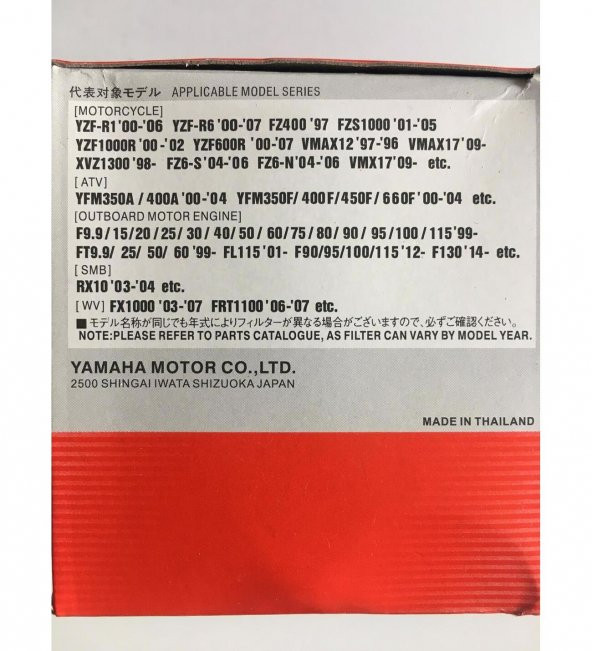 代表対象モデル APPLICABLE MODEL SERIES
[MOTORCYCLE]
YZF-R1'00-'06 YZF-R6'00-'07 FZ400 '97 FZS1000 '01-'05
YZF1000R '00-'02 YZF600R '00-'07 VMAX12'97-'96 VMAX17'09-
XVZ1300 '98- FZ6-S'04-'06 FZ6-N'04-'06 VMX17'09- etc.
[ATV]
YFM350A / 400A '00-'04 YFM350F/ 400F/450F/ 660F'00-'04 etc.
[OUTBOARD MOTOR ENGINE]
F9.9/ 15/20 / 25/ 30 / 40/ 50 / 60/75 / 80/ 90 / 95/100 / 115'99-
FT9.9/ 25/ 50/ 60 '99- FL115'01- F90/95/100/115'12- F130'14- etc.
[SMB]
RX10 '03-'04 etc.
[WV] FX1000 '03-'07 FRT1100 '06-'07 etc.
■モデル名称が同じでも年式によりフィルターが異なる場合がございますので、必ずご確認ください。
NOTE:PLEASE REFER TO PARTS CATALOGUE, AS FILTER CAN VARY BY MODEL YEAR.
YAMAHA MOTOR CO.,LTD.
2500 SHINGAI IWATA SHIZUOKA JAPAN
MADE IN THAILAND